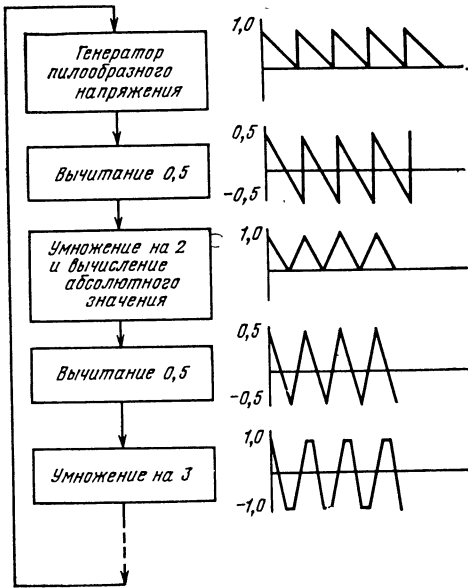 Генератор
пилообразного
напряжения
1,0
Вычитание 0,5
0,5
-0,5
Умножение на 2
и вычисление
абсолютного
значения
1,0
Вычитание 0,5
0,5
-0,5
Умножение на 3
1,0
-1,0